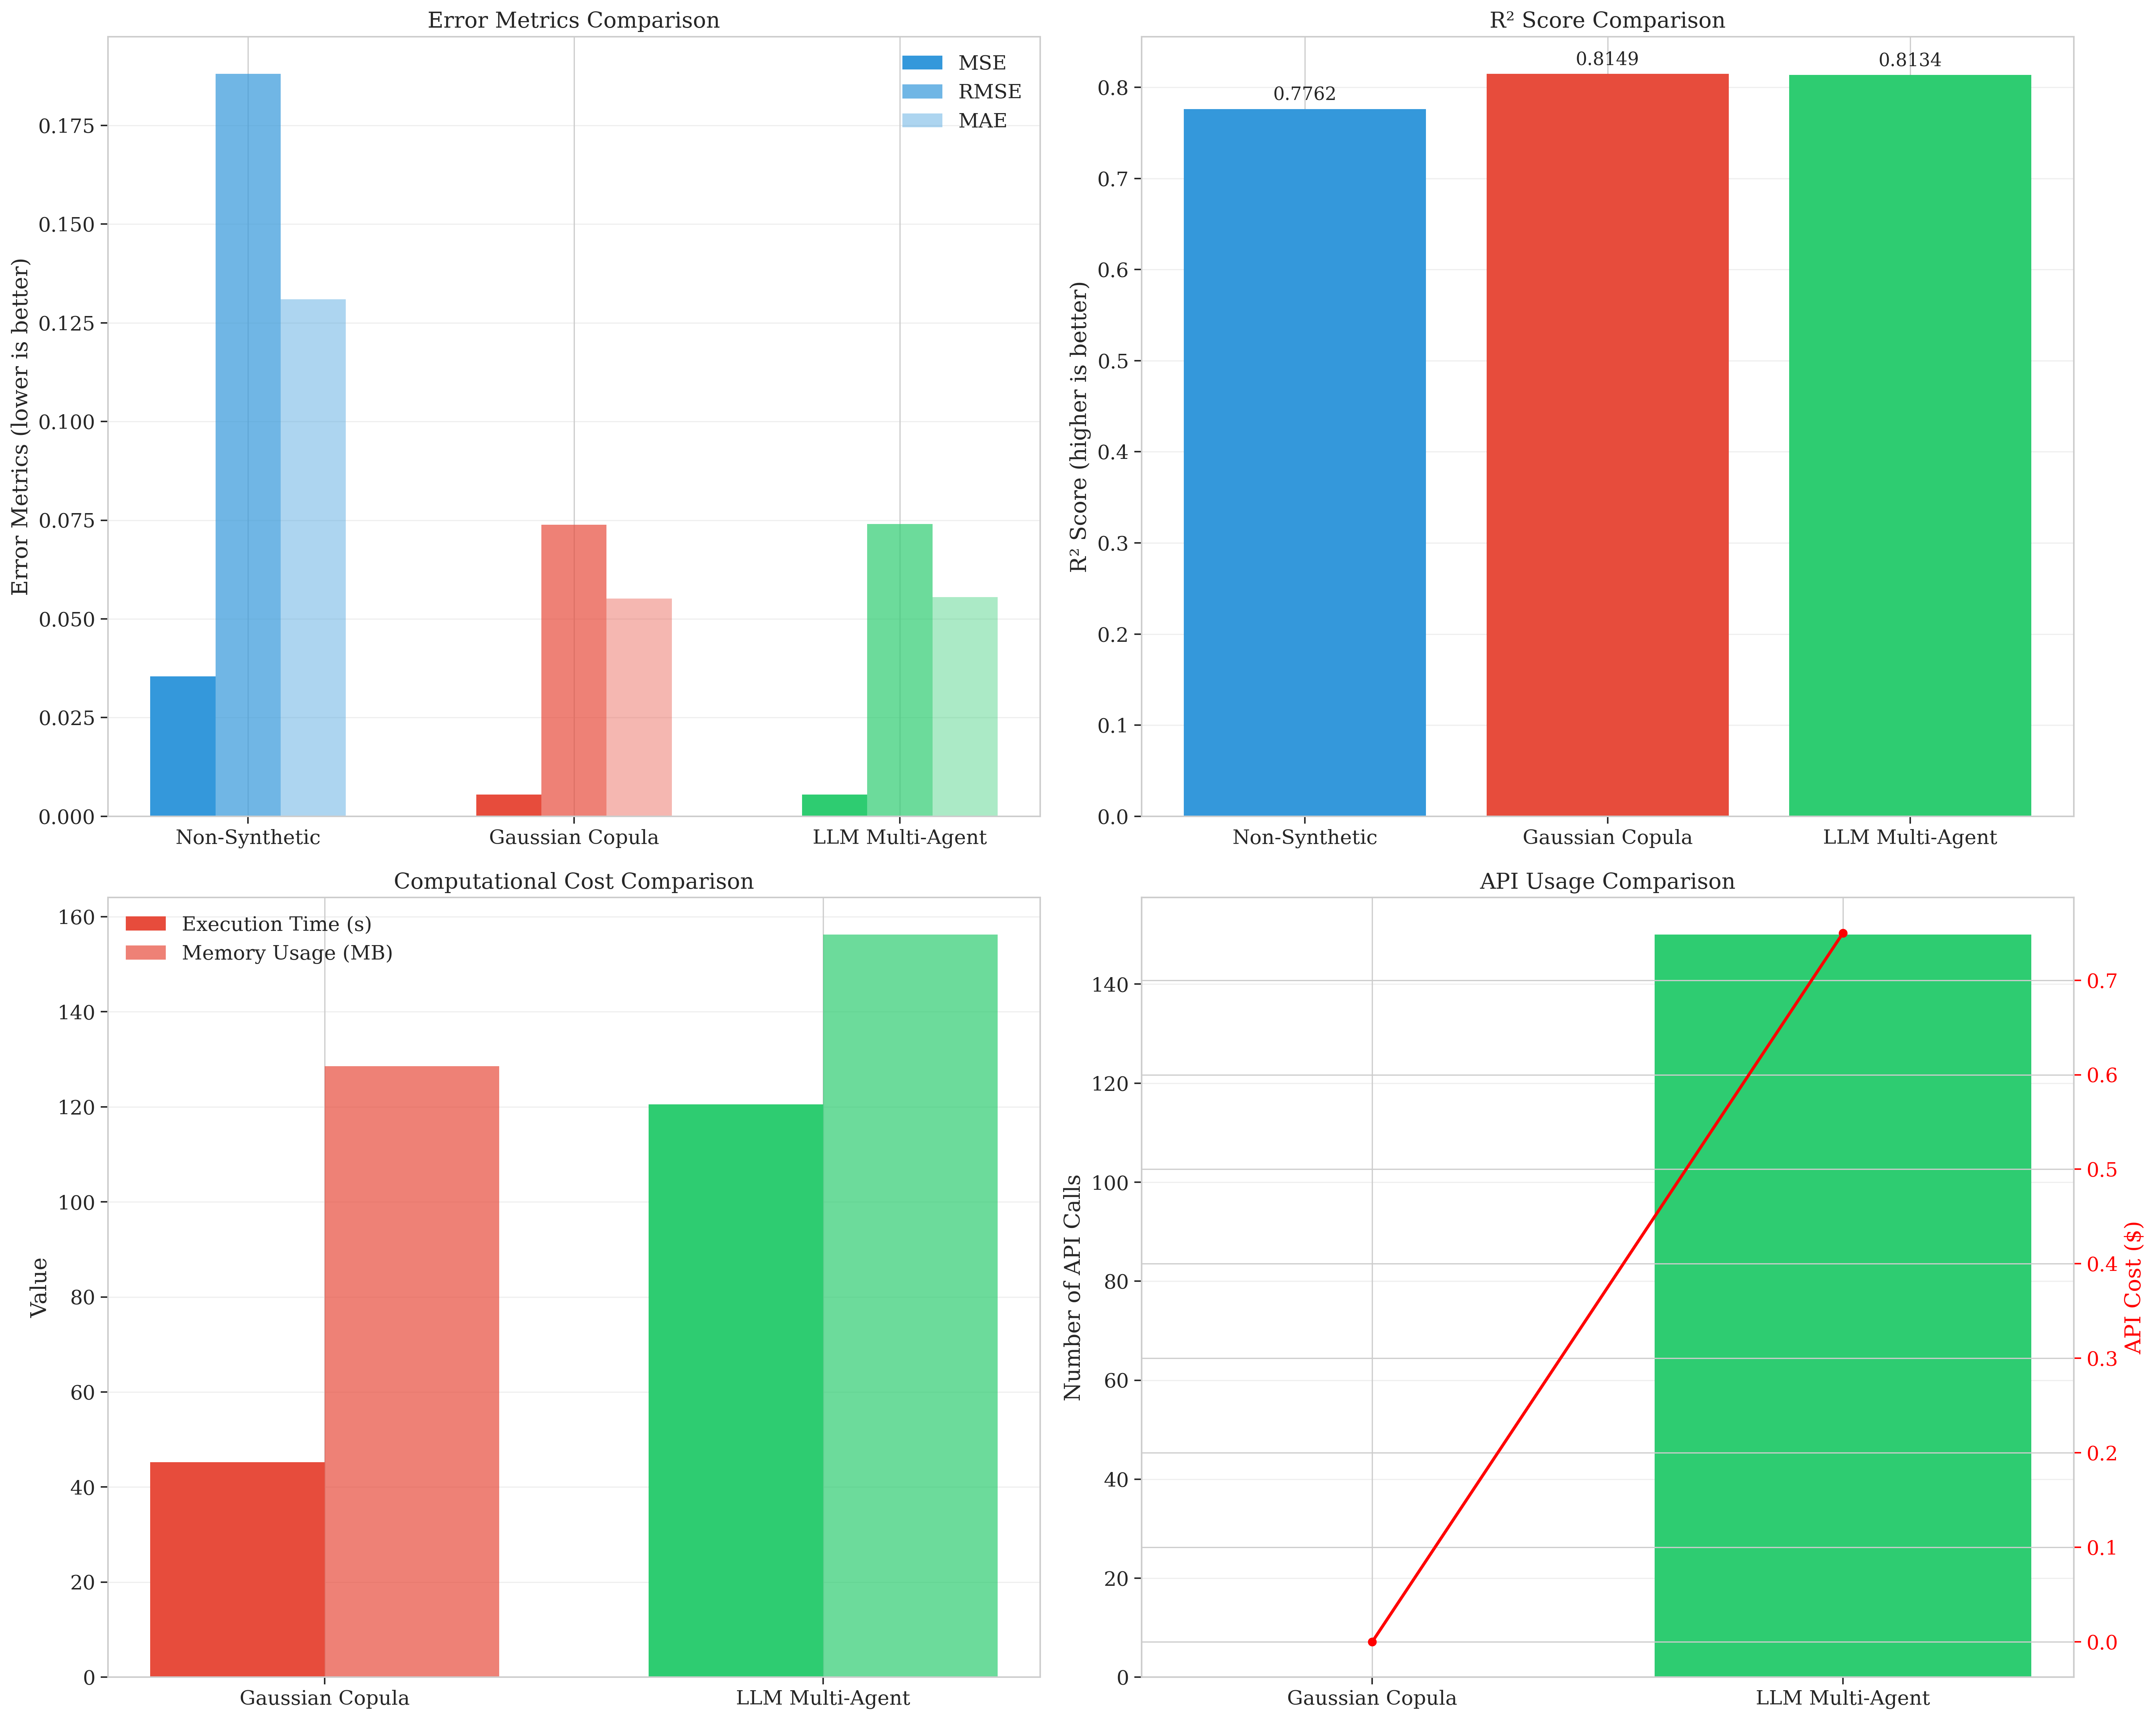 Error Metrics Comparison
Error Metrics (lower is better)
0.175
0.150
0.125
0.100
0.075
0.050
0.025
0.000
MSE
RMSE
MAE
Non-Synthetic
Gaussian Copula
LLM Multi-Agent
R² Score Comparison
R² Score (higher is better)
0.8
0.7
0.6
0.5
0.4
0.3
0.2
0.1
0.0
0.7762
0.8149
0.8134
Non-Synthetic
Gaussian Copula
LLM Multi-Agent
Computational Cost Comparison
Value
160
140
120
100
80
60
40
20
0
Execution Time (s)
Memory Usage (MB)
Gaussian Copula
LLM Multi-Agent
API Usage Comparison
Number of API Calls
140
120
100
80
60
40
20
0
Gaussian Copula
LLM Multi-Agent
0.7
0.6
0.5
0.4
0.3
0.2
0.1
0.0
API Cost ($)